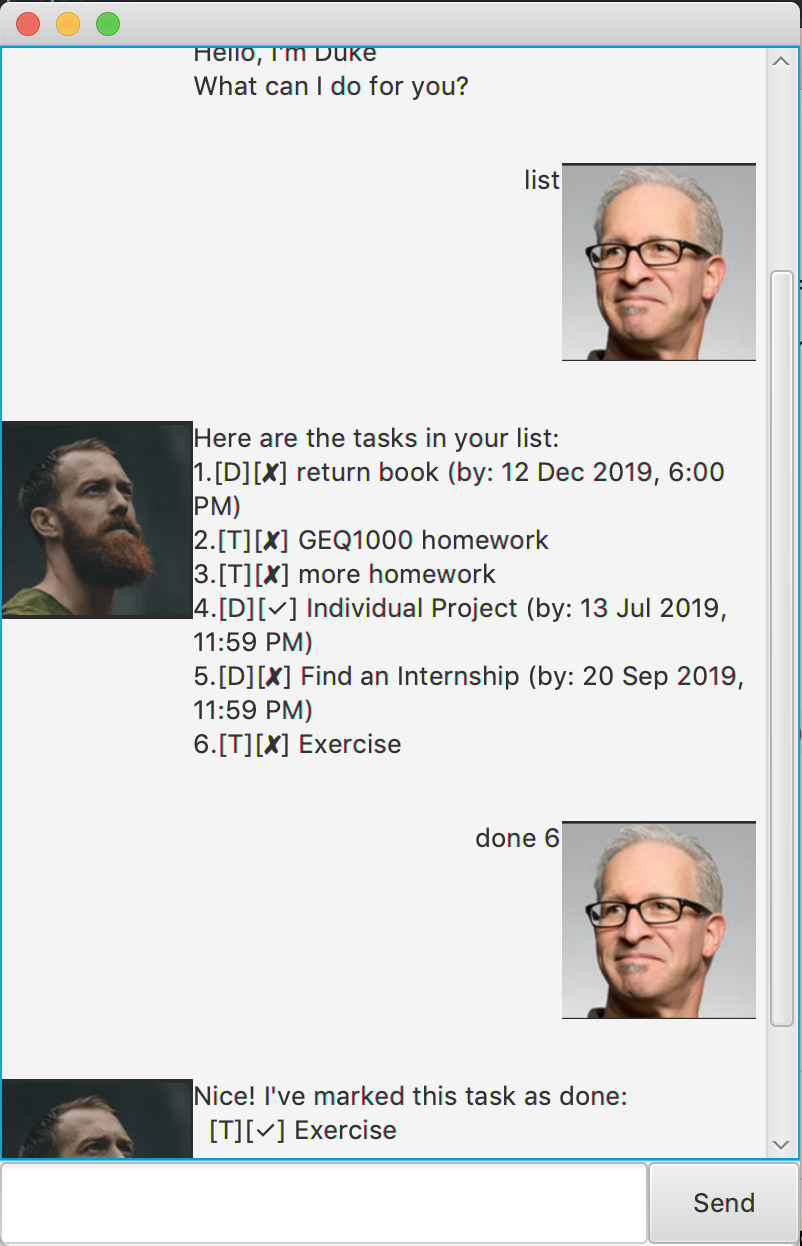 Hello, I'm Duke
What can I do for you?
list
Here are the tasks in your list:
1.[D][✘] return book (by: 12 Dec 2019, 6:00
PM)
2.[T][✘] GEQ1000 homework
3.[T][✘] more homework
4.[D][✓] Individual Project (by: 13 Jul 2019,
11:59 PM)
5.[D][✘] Find an Internship (by: 20 Sep 2019,
11:59 PM)
6.[T][✘] Exercise
done 6
Nice! I've marked this task as done:
[T][✓] Exercise
Send